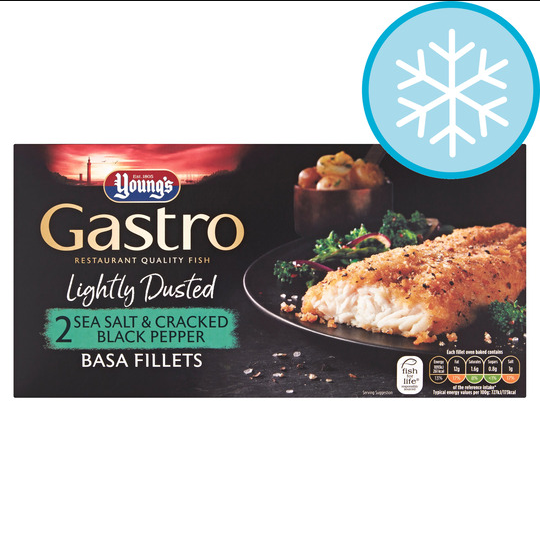 Est. 1805
Young's
Gastro
RESTAURANT QUALITY FISH
Lightly Dusted
2 SEA SALT & CRACKED
BLACK PEPPER
BASA FILLETS
fish
for
life
Serving Suggestion
Each fillet oven baked contains
Energy Fat Salturates Sugars Salt
12g 1.6g 0.8g 1g
13%
of the reference intake*
Typical energy values per 100g: